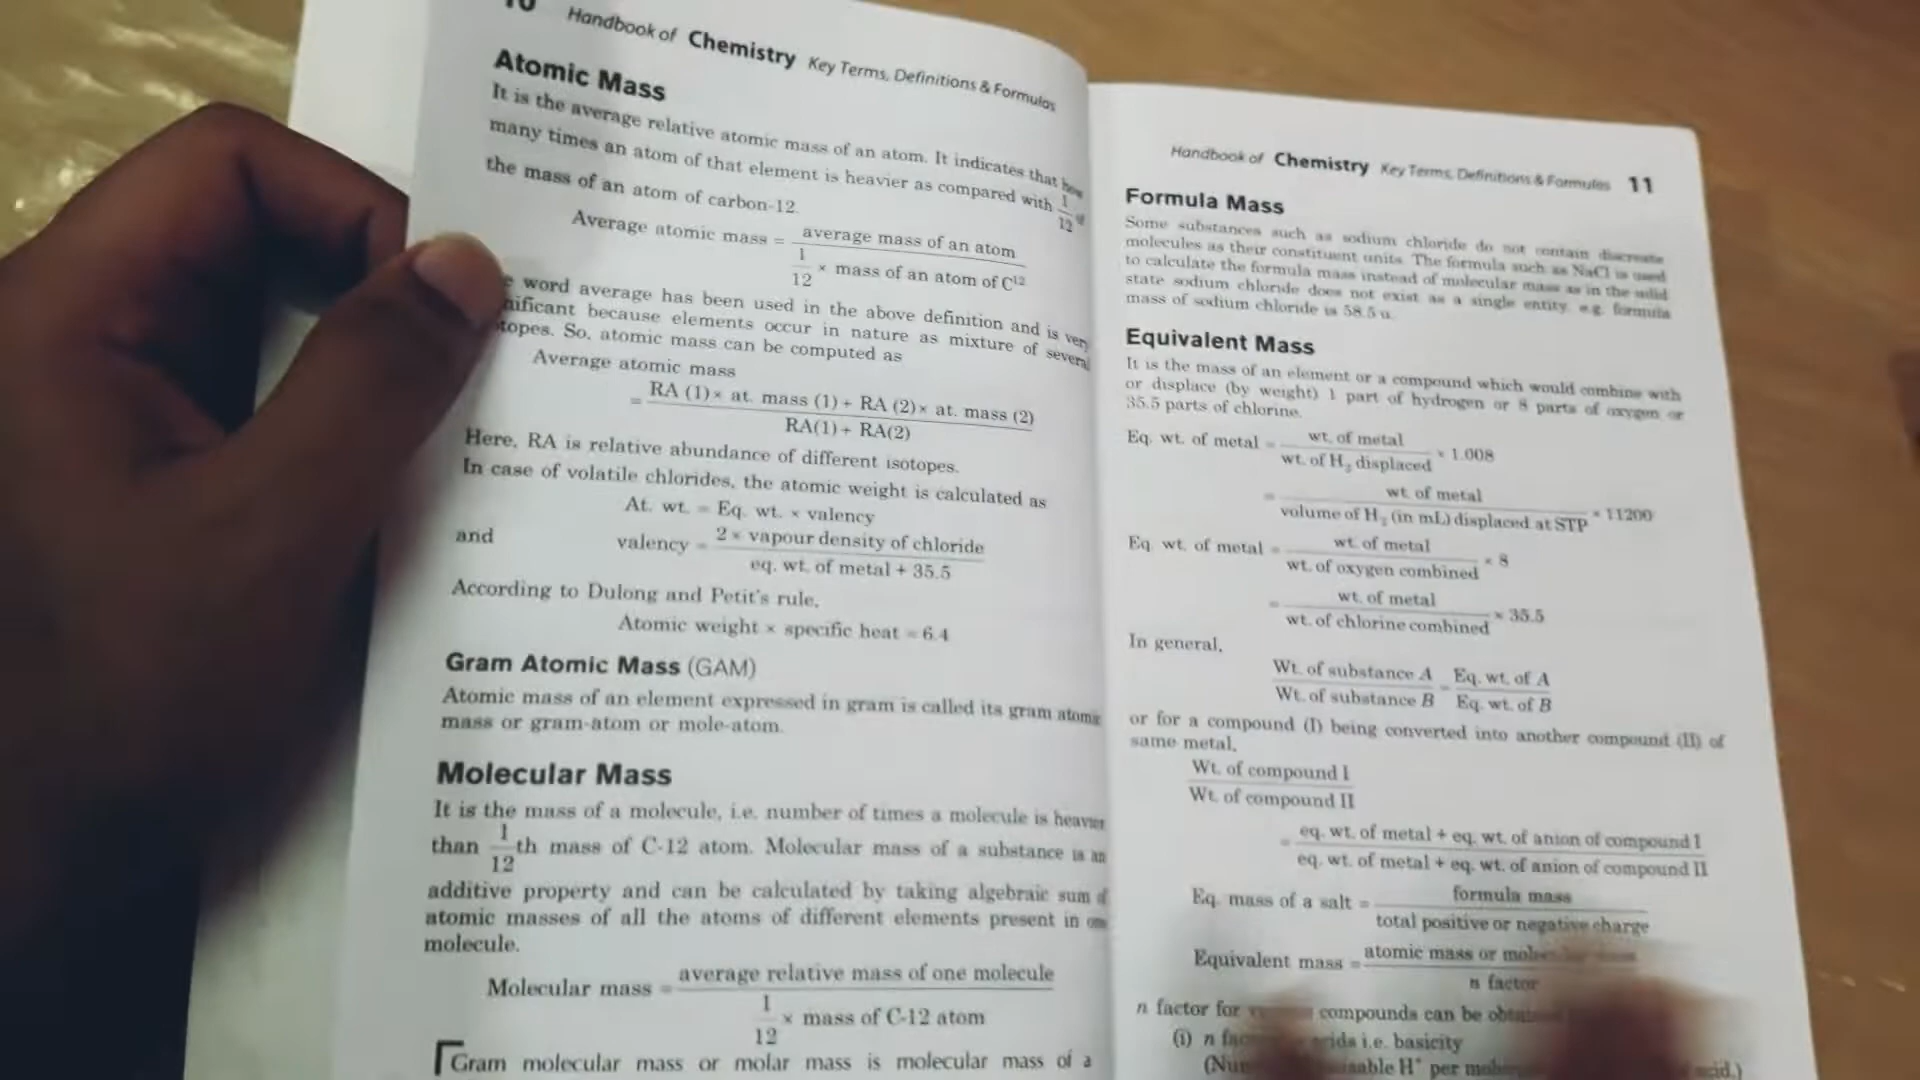 10 Handbook of Chemistry Key Terms, Definitions & Formulas
Atomic Mass
It is the average relative atomic mass of an atom. It indicates that how
many times an atom of that element is heavier as compared with 1/12 of
the mass of an atom of carbon-12.
Average atomic mass = average mass of an atom / 1/12 × mass of an atom of C¹²
word average has been used in the above definition and is very
because elements occur in nature as mixture of several
So, atomic mass can be computed as
Average atomic mass
= RA (1) × at. mass (1) + RA (2) × at. mass (2) / RA(1) + RA(2)
Here, RA is relative abundance of different isotopes.
In case of volatile chlorides, the atomic weight is calculated as
At. wt. = Eq. wt. × valency
and valency = 2 × vapour density of chloride / eq. wt. of metal + 35.5
According to Dulong and Petit's rule,
Atomic weight × specific heat = 6.4
Gram Atomic Mass (GAM)
Atomic mass of an element expressed in gram is called its gram atomic
mass or gram-atom or mole-atom.
Molecular Mass
It is the mass of a molecule, i.e. number of times a molecule is heavier
than 1/12 th mass of C-12 atom. Molecular mass of a substance is an
additive property and can be calculated by taking algebraic sum of
atomic masses of all the atoms of different elements present in one
molecule.
Molecular mass = average relative mass of one molecule / 1/12 × mass of C-12 atom
Gram molecular mass or molar mass is molecular mass of a
Handbook of Chemistry Key Terms, Definitions & Formulas 11
Formula Mass
Some substances such as sodium chloride do not contain discreate
molecules as their constituent units. The formula such as NaCl is used
to calculate the formula mass instead of molecular mass as in the solid
state sodium chloride does not exist as a single entity. e.g. formula
mass of sodium chloride is 58.5 u.
Equivalent Mass
It is the mass of an element or a compound which would combine with
or displace (by weight) 1 part of hydrogen or 8 parts of oxygen or
35.5 parts of chlorine.
Eq. wt. of metal = wt. of metal / wt. of H₂ displaced × 1.008
= wt. of metal / volume of H₂ (in mL) displaced at STP × 11200
Eq. wt. of metal = wt. of metal / wt. of oxygen combined × 8
= wt. of metal / wt. of chlorine combined × 35.5
In general,
Wt. of substance A / Wt. of substance B = Eq. wt. of A / Eq. wt. of B
or for a compound (I) being converted into another compound (II) of
same metal,
Wt. of compound I / Wt. of compound II
= eq. wt. of metal + eq. wt. of anion of compound I / eq. wt. of metal + eq. wt. of anion of compound II
Eq. mass of a salt = formula mass / total positive or negative charge
Equivalent mass = atomic mass or / n factor
n factor for compounds can be
(i) n i.e. basicity
H⁺ per acid.)